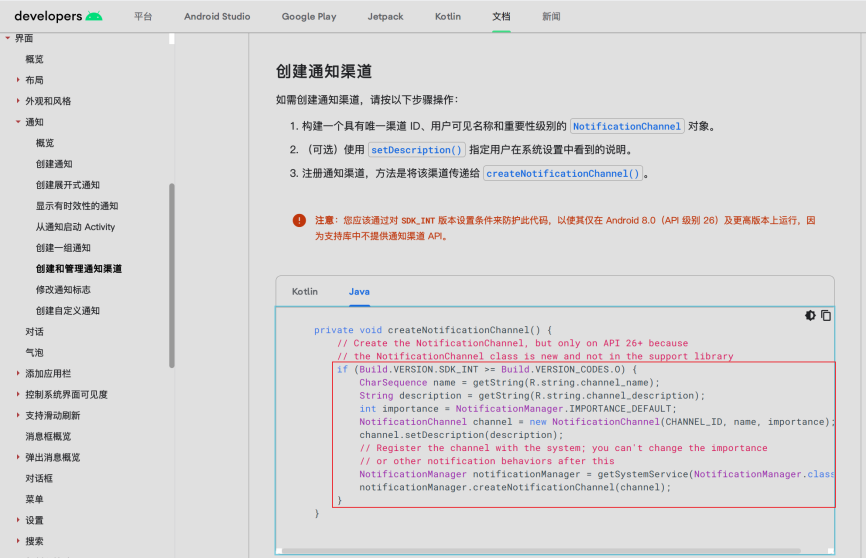 developers
平台
Android Studio
Google Play
Jetpack
Kotlin
文档
新闻
界面
概览
布局
外观和风格
通知
概览
创建通知
创建展开式通知
显示有时效性的通知
从通知启动 Activity
创建一组通知
创建和管理通知渠道
修改通知标志
创建自定义通知
对话
气泡
添加应用栏
控制系统界面可见度
支持滑动刷新
消息框概览
弹出消息概览
对话框
菜单
设置
搜索
创建通知渠道
如需创建通知渠道，请按以下步骤操作：
1. 构建一个具有唯一渠道 ID、用户可见名称和重要性级别的 NotificationChannel 对象。
2. （可选）使用 setDescription() 指定用户在系统设置中看到的说明。
3. 注册通知渠道，方法是将该渠道传递给 createNotificationChannel()。
注意：您应该通过对 SDK_INT 版本设置条件来防护此代码，以使其仅在 Android 8.0（API 级别 26）及更高版本上运行，因
为支持库中不提供通知渠道 API。
Kotlin
Java
private void createNotificationChannel() {
// Create the NotificationChannel, but only on API 26+ because
// the NotificationChannel class is new and not in the support library
if (Build.VERSION.SDK_INT >= Build.VERSION_CODES.O) {
CharSequence name = getString(R.string.channel_name);
String description = getString(R.string.channel_description);
int importance = NotificationManager.IMPORTANCE_DEFAULT;
NotificationChannel channel = new NotificationChannel(CHANNEL_ID, name, importance);
channel.setDescription(description);
// Register the channel with the system; you can't change the importance
// or other notification behaviors after this
NotificationManager notificationManager = getSystemService(NotificationManager.class
notificationManager.createNotificationChannel(channel);
}
}